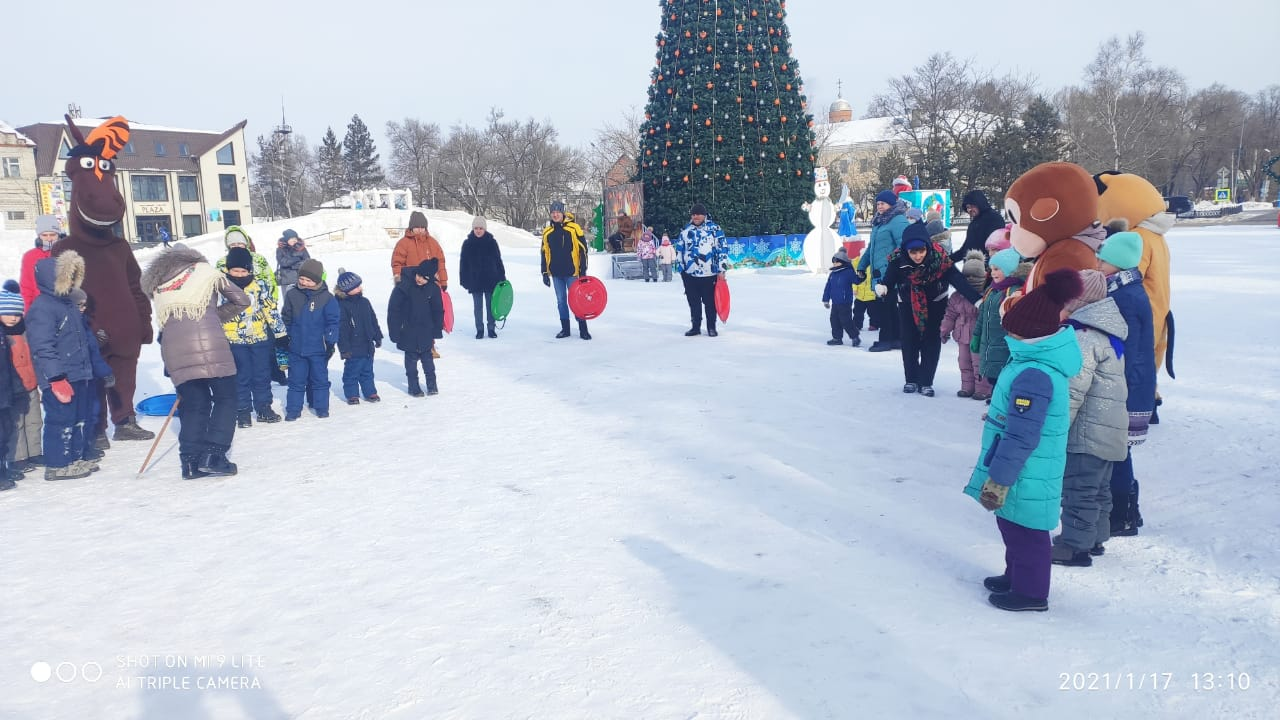 PLAZA
SHOT ON MI 9 LITE
AI TRIPLE CAMERA
2021/1/17 13:10